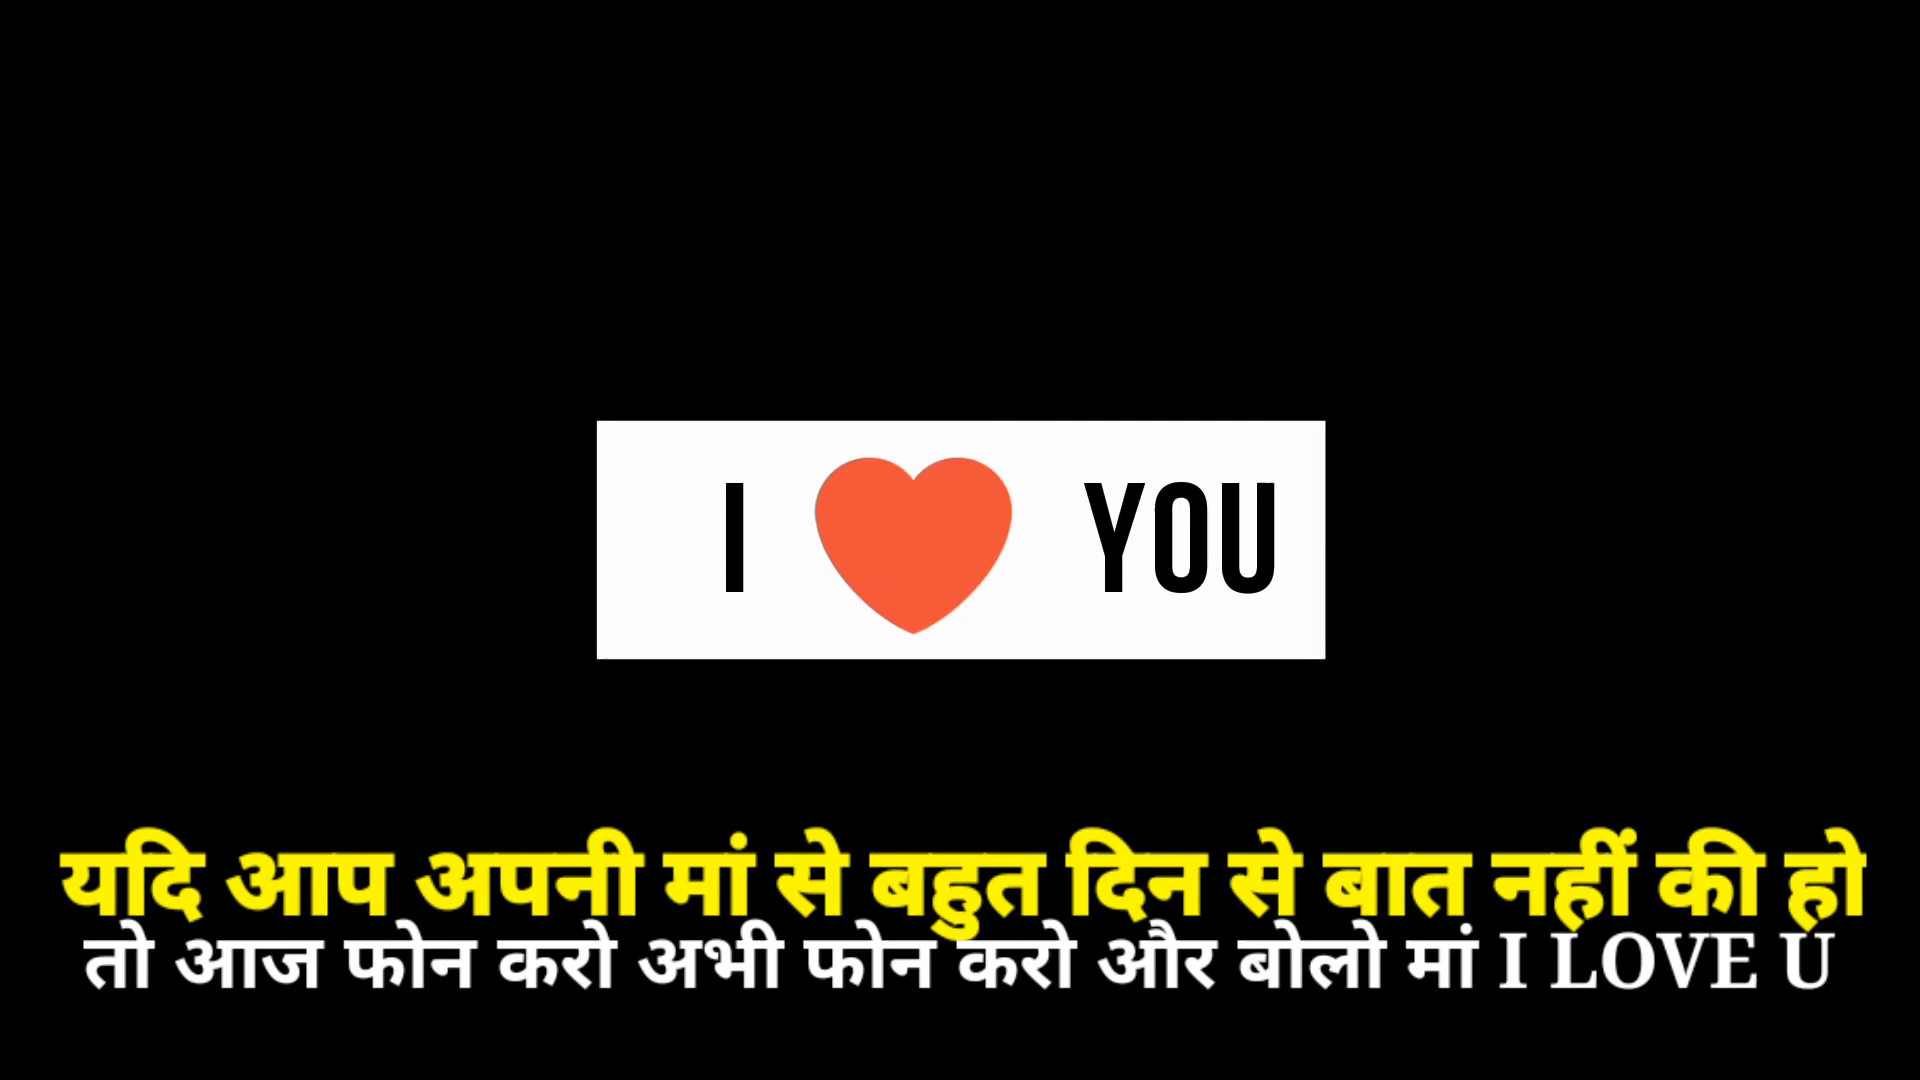 I YOU
यदि आप अपनी मां से बहुत दिन से बात नहीं की हो
तो आज फोन करो अभी फोन करो और बोलो मां I LOVE U